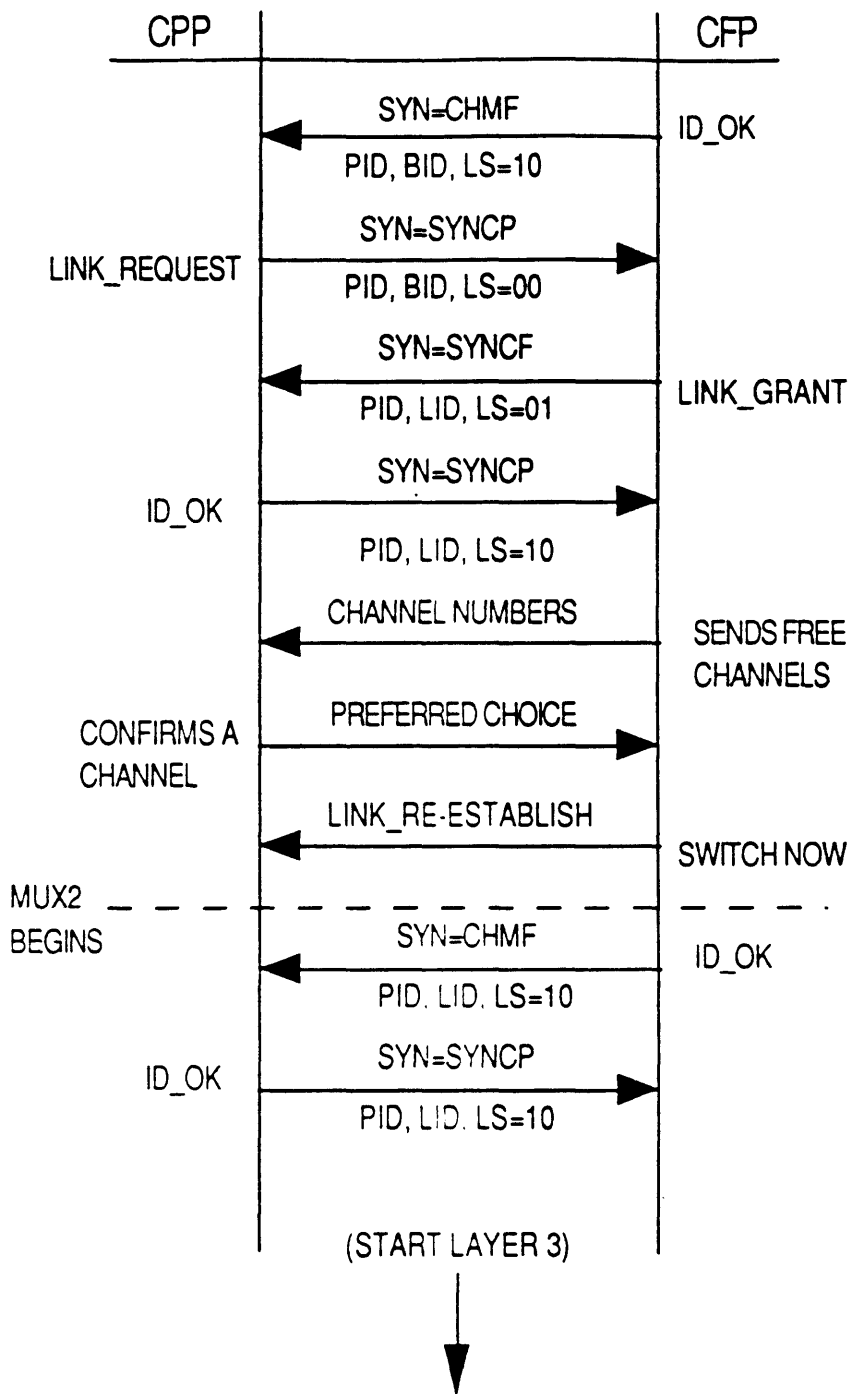 CPP
CFP
SYN=CHMF
ID_OK
PID, BID, LS=10
SYN=SYNCP
LINK_REQUEST
PID, BID, LS=00
SYN=SYNCF
LINK_GRANT
PID, LID, LS=01
SYN=SYNCP
ID_OK
PID, LID, LS=10
CHANNEL NUMBERS
SENDS FREE
CHANNELS
PREFERRED CHOICE
CONFIRMS A
CHANNEL
LINK_RE-ESTABLISH
SWITCH NOW
MUX2
BEGINS
SYN=CHMF
ID_OK
PID, LID, LS=10
SYN=SYNCP
ID_OK
PID, LID, LS=10
(START LAYER 3)